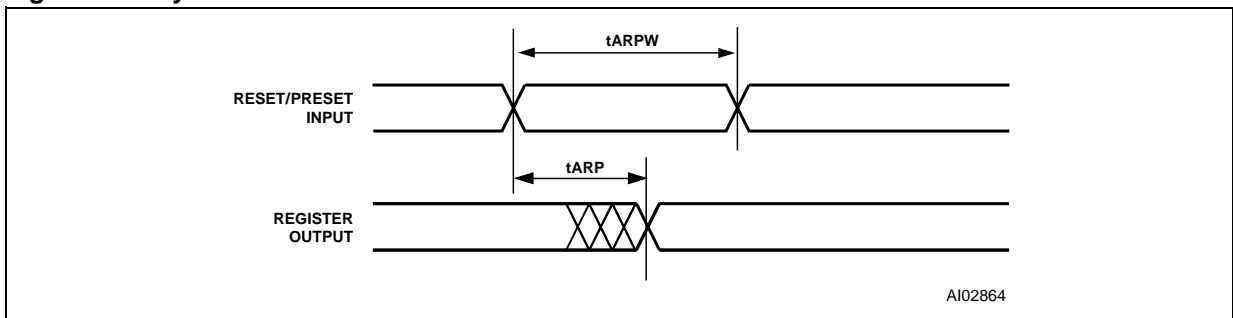 tARPW
RESET/PRESET
INPUT
tARP
REGISTER
OUTPUT
AI02864